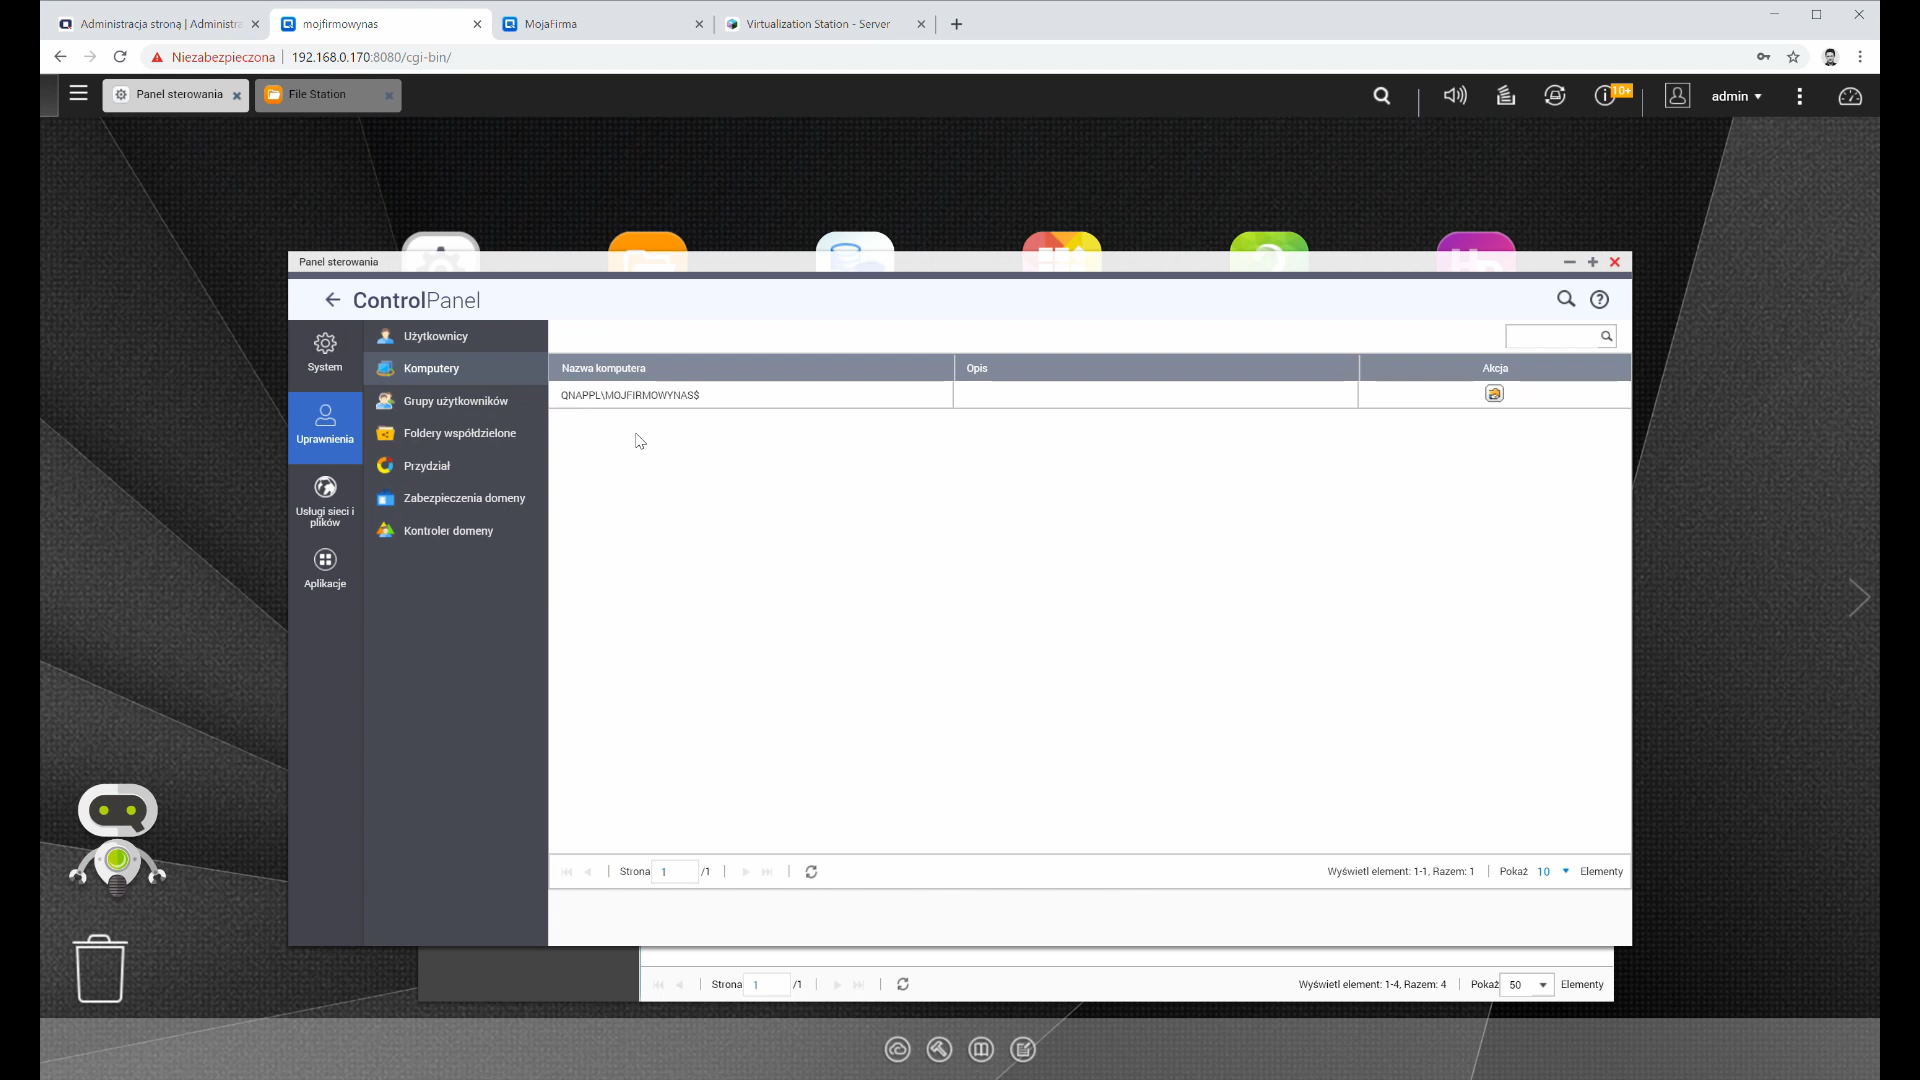 Administracja stroną | Administra
mojfirmowynas
MojaFirma
Virtualization Station - Server
Niezabezpieczona
192.168.0.170:8080/cgi-bin/
Panel sterowania
File Station
10+
admin
Panel sterowania
ControlPanel
System
Uprawnienia
Usługi sieci i
plików
Aplikacje
Użytkownicy
Komputery
Grupy użytkowników
Foldery współdzielone
Przydział
Zabezpieczenia domeny
Kontroler domeny
Nazwa komputera
Opis
Akcja
QNAPPL\MOJFIRMOWYNAS$
Strona 1 /1
Wyświetl element: 1-1, Razem: 1
Pokaż 10 Elementy
Strona 1 /1
Wyświetl element: 1-4, Razem: 4
Pokaż 50 Elementy